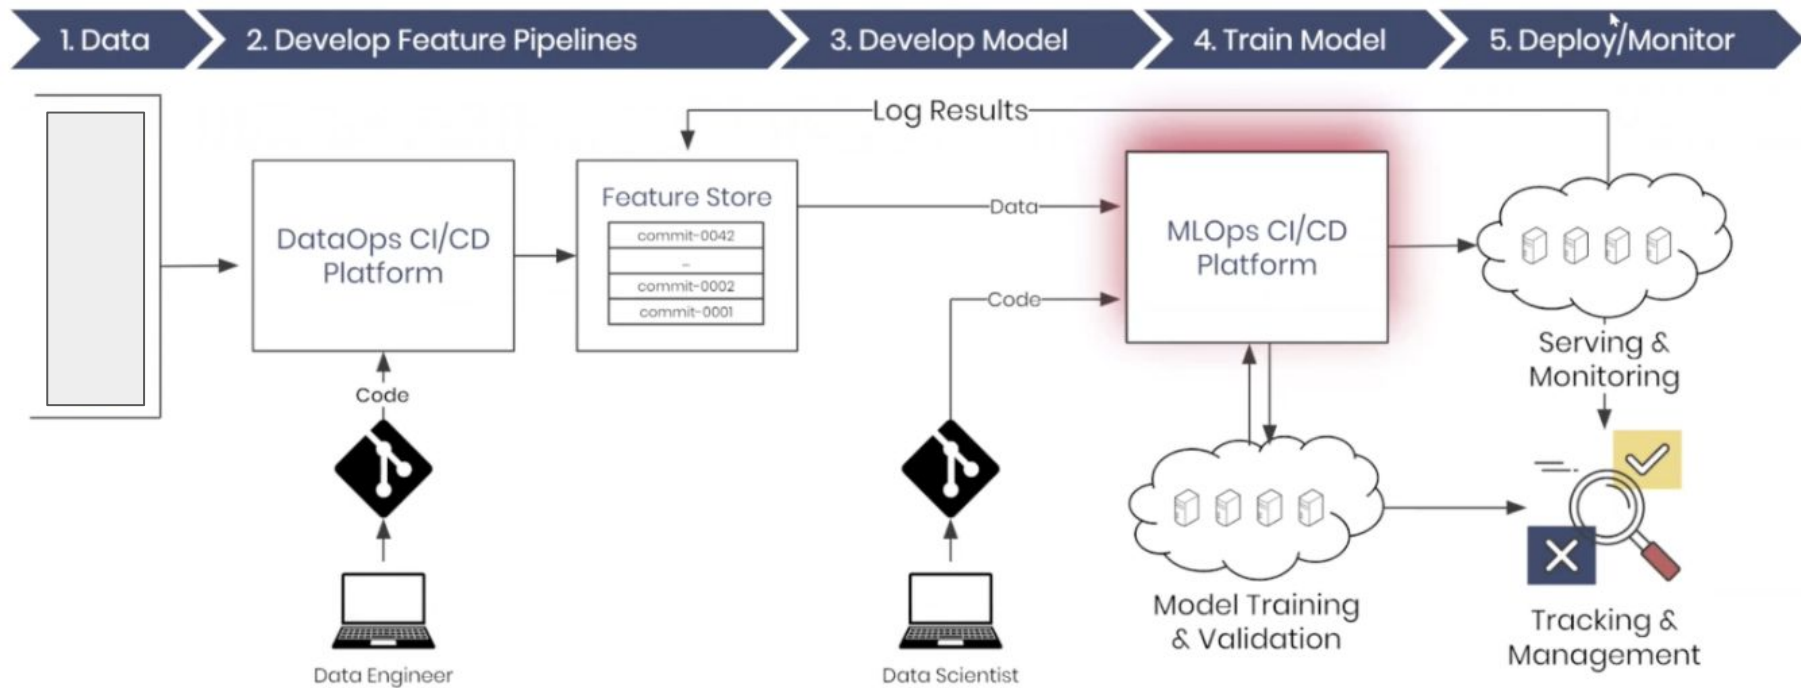 1. Data
2. Develop Feature Pipelines
3. Develop Model
4. Train Model
5. Deploy/Monitor
Log Results
DataOps CI/CD
Platform
Feature Store
commit-0042
...
commit-0002
commit-0001
Data
Code
MLOps CI/CD
Platform
Serving &
Monitoring
Code
Data Engineer
Data Scientist
Model Training
& Validation
Tracking &
Management